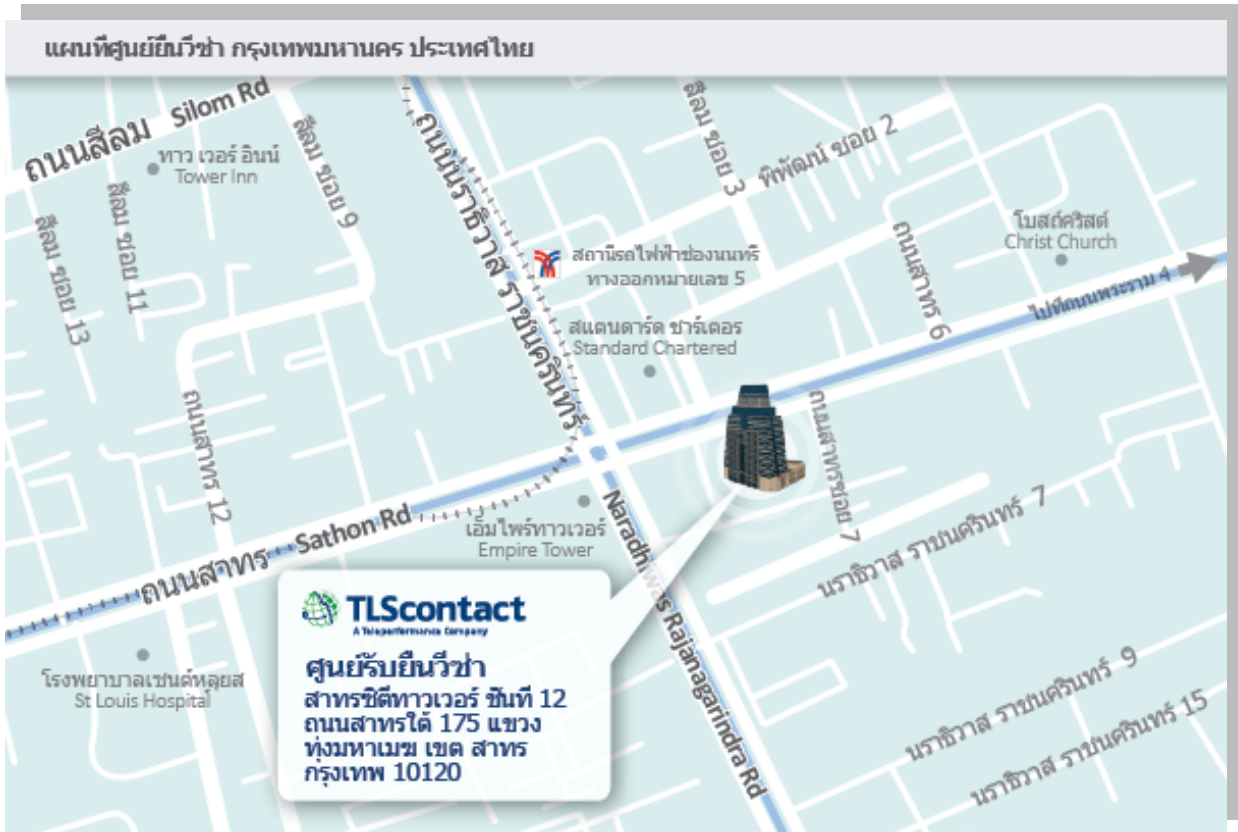 แผนที่ศูนย์ยื่นวีซ่า กรุงเทพมหานคร ประเทศไทย
ถนนสีลม Silom Rd
ทาว เวอร์ อินน์
Tower Inn
สีลม ซอย 9
สีลม ซอย 11
สีลม ซอย 13
ถนนนราธิวาส ราชนครินทร์
สีลม ซอย 3
พิพัฒน์ ซอย 2
สถานีรถไฟฟ้าช่องนนทรี
ทางออกหมายเลข 5
ถนนสาทร 6
โบสถ์คริสต์
Christ Church
ไปที่ถนนพระราม 4
สแตนดาร์ด ชาร์เตอร
Standard Chartered
ถนนสาทร 12
ถนนสาทรซอย 7
ถนนสาทร Sathon Rd
เอ็มไพร์ทาวเวอร์
Empire Tower
Naradhiwas Rajanagarindra Rd
นราธิวาส ราชนครินทร์ 7
นราธิวาส ราชนครินทร์ 9
นราธิวาส ราชนครินทร์ 15
โรงพยาบาลเซนต์หลุยส
St Louis Hospital
TLScontact
A Teleperformance Company
ศูนย์รับยื่นวีซ่า
สาทรซิตี้ทาวเวอร์ ชั้นที่ 12
ถนนสาทรใต้ 175 แขวง
ทุ่งมหาเมฆ เขต สาทร
กรุงเทพ 10120